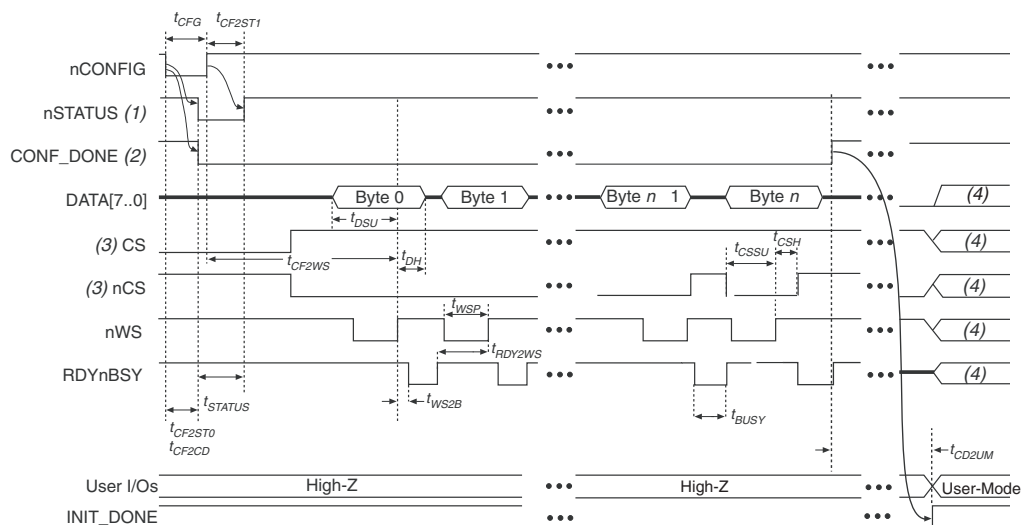 tCFG
tCF2ST1
nCONFIG
nSTATUS (1)
CONF_DONE (2)
DATA[7..0]
Byte 0
Byte 1
Byte n 1
Byte n
(4)
tDSU
(3) CS
tCF2WS
tDH
tCSSU
tCSH
(4)
(3) nCS
(4)
tWSP
nWS
(4)
tRDY2WS
RDYnBSY
(4)
tSTATUS
tWS2B
tBUSY
tCF2ST0
tCF2CD
tCD2UM
User I/Os
High-Z
High-Z
User-Mode
INIT_DONE